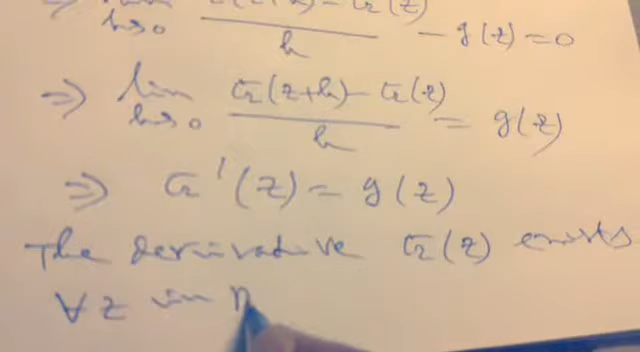 ⇒ lim h→0 (G(z+h) − G(z))/h − g(z) = 0
⇒ lim h→0 (G(z+h) − G(z))/h = g(z)
⇒ G'(z) = g(z)
The derivative G(z) exists
∀ z in